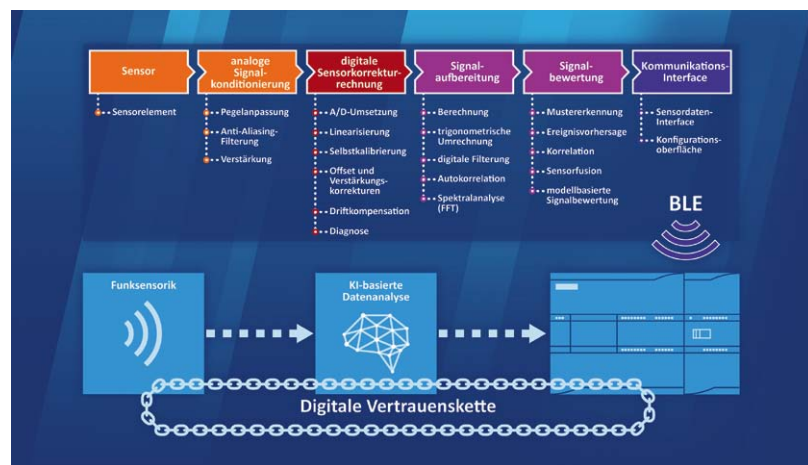 Sensor
analoge
Signal-
konditionierung
digitale
Sensorkorrektur-
rechnung
Signal-
aufbereitung
Signal-
bewertung
Kommunikations-
Interface
Sensorelement
Pegelanpassung
Anti-Aliasing-
Filterung
Verstärkung
A/D-Umsetzung
Linearisierung
Selbstkalibrierung
Offset und
Verstärkungs-
korrekturen
Driftkompensation
Diagnose
Berechnung
trigonometrische
Umrechnung
digitale Filterung
Autokorrelation
Spektralanalyse
(FFT)
Mustererkennung
Ereignisvorhersage
Korrelation
Sensorfusion
modellbasierte
Signalbewertung
Sensordaten-
Interface
Konfigurations-
oberfläche
BLE
Funksensorik
KI-basierte
Datenanalyse
Digitale Vertrauenskette